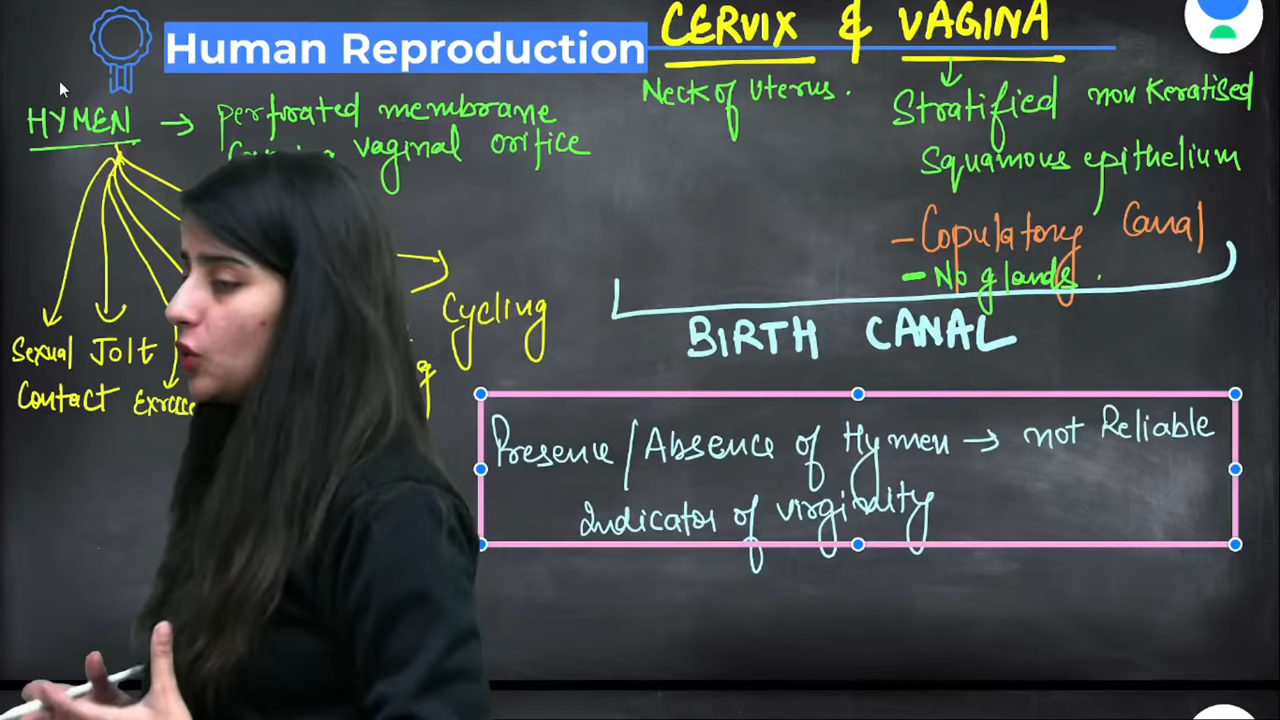 Human Reproduction
CERVIX & VAGINA
Neck of Uterus.
Stratified non Keratised
Squamous epithelium
- Copulatory Canal
- No glands.
BIRTH CANAL
HYMEN → perforated membrane
vaginal orifice
Cycling
Sexual Jolt
Contact
Presence/Absence of Hymen → not Reliable
Indicator of virginity